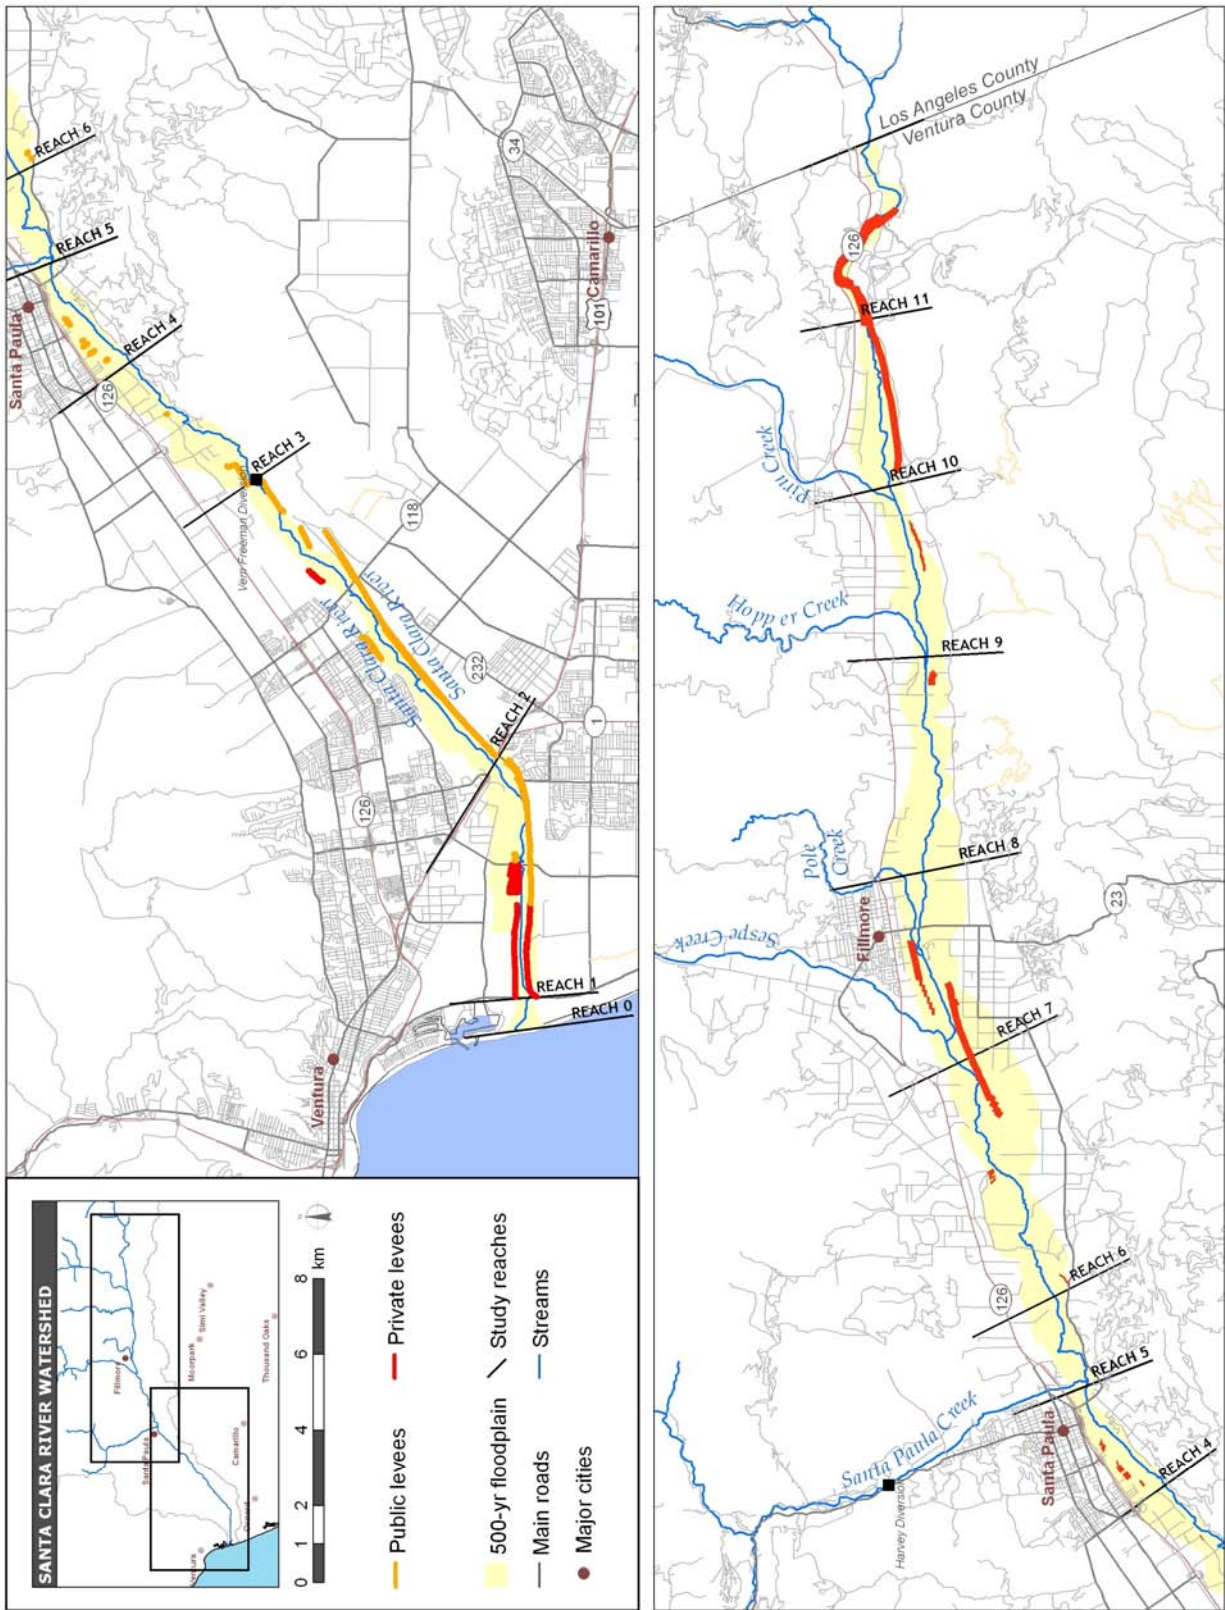 SANTA CLARA RIVER WATERSHED
Fillmore
Santa Paula
Moorpark
Simi Valley
Thousand Oaks
Camarillo
Ventura
0 1 2 4 6 8
km
Public levees
Private levees
500-yr floodplain
Study reaches
Main roads
Streams
Major cities
Ventura
REACH 0
REACH 1
126
REACH 2
1
232
Santa Clara River
Santa Clara River
118
Vern Freeman Diversion
REACH 3
101
Camarillo
34
126
REACH 4
Santa Paula
REACH 5
REACH 6
REACH 4
Santa Paula
REACH 5
Harvey Diversion
Santa Paula Creek
126
REACH 6
REACH 7
Sespe Creek
Fillmore
23
Pole
Creek
REACH 8
Hopper Creek
REACH 9
Piru Creek
REACH 10
REACH 11
126
Los Angeles County
Ventura County